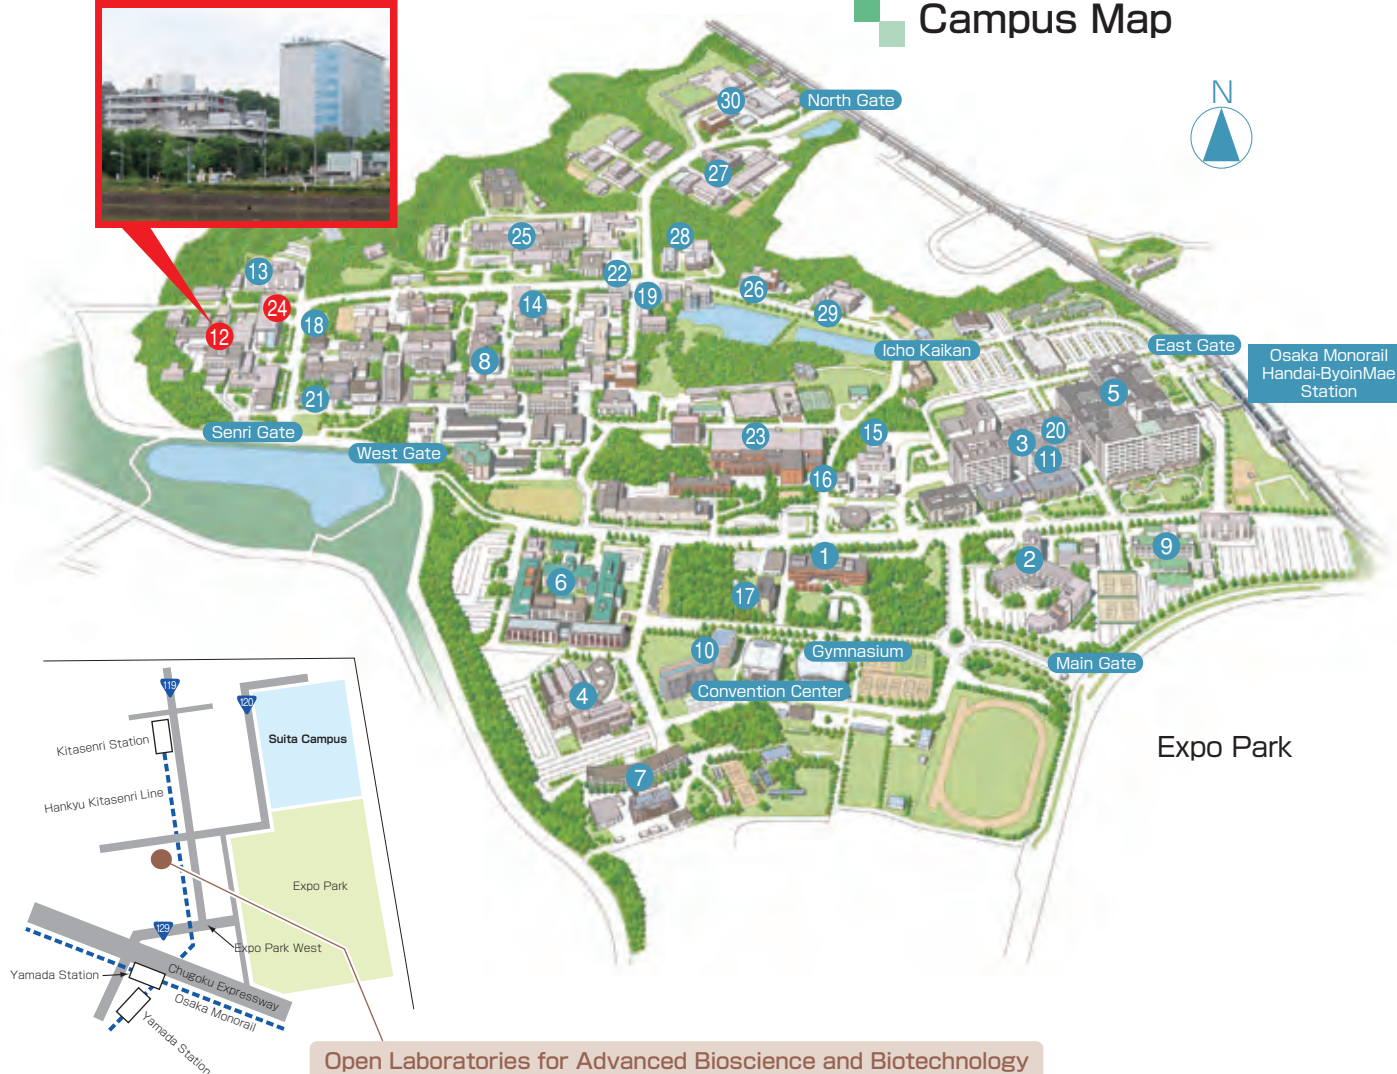 Campus Map
N
30
North Gate
27
25
28
13
22
26
24
14
19
29
18
12
Icho Kaikan
East Gate
8
Osaka Monorail
Handai-ByoinMae
Station
5
21
Senri Gate
23
15
20
3
11
West Gate
16
1
9
2
6
17
10
Gymnasium
Main Gate
4
Convention Center
7
Expo Park
119
120
Suita Campus
Kitasenri Station
Hankyu Kitasenri Line
Expo Park
129
Expo Park West
Yamada Station
Chugoku Expressway
Osaka Monorail
Yamada Station
Open Laboratories for Advanced Bioscience and Biotechnology